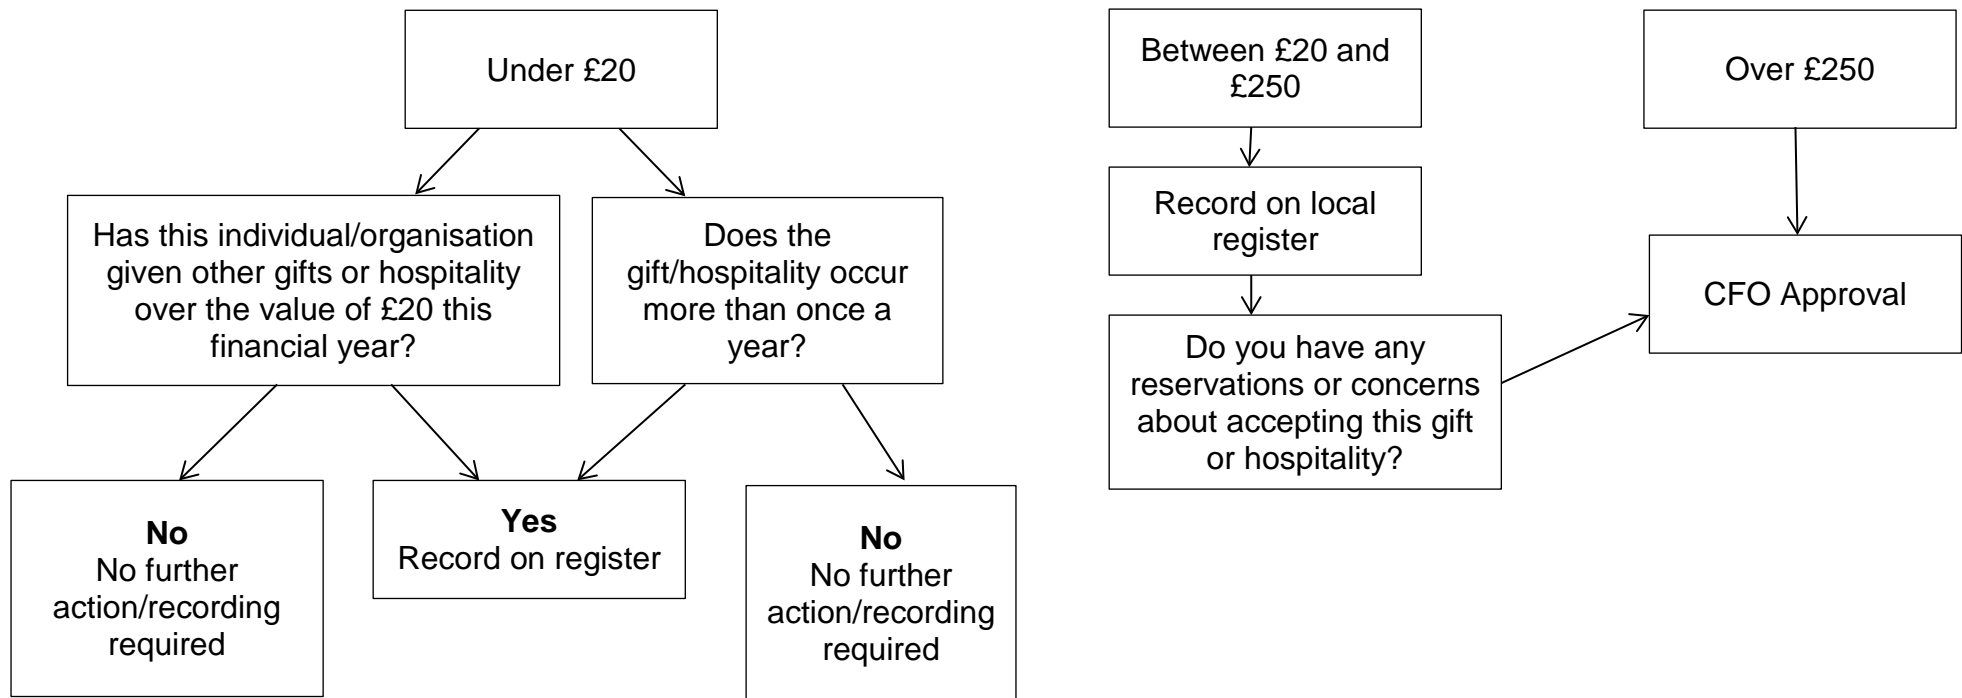 Under £20
Has this individual/organisation
given other gifts or hospitality
over the value of £20 this
financial year?
Does the
gift/hospitality occur
more than once a
year?
No
No further
action/recording
required
Yes
Record on register
No
No further
action/recording
required
Between £20 and
£250
Record on local
register
Do you have any
reservations or concerns
about accepting this gift
or hospitality?
Over £250
CFO Approval